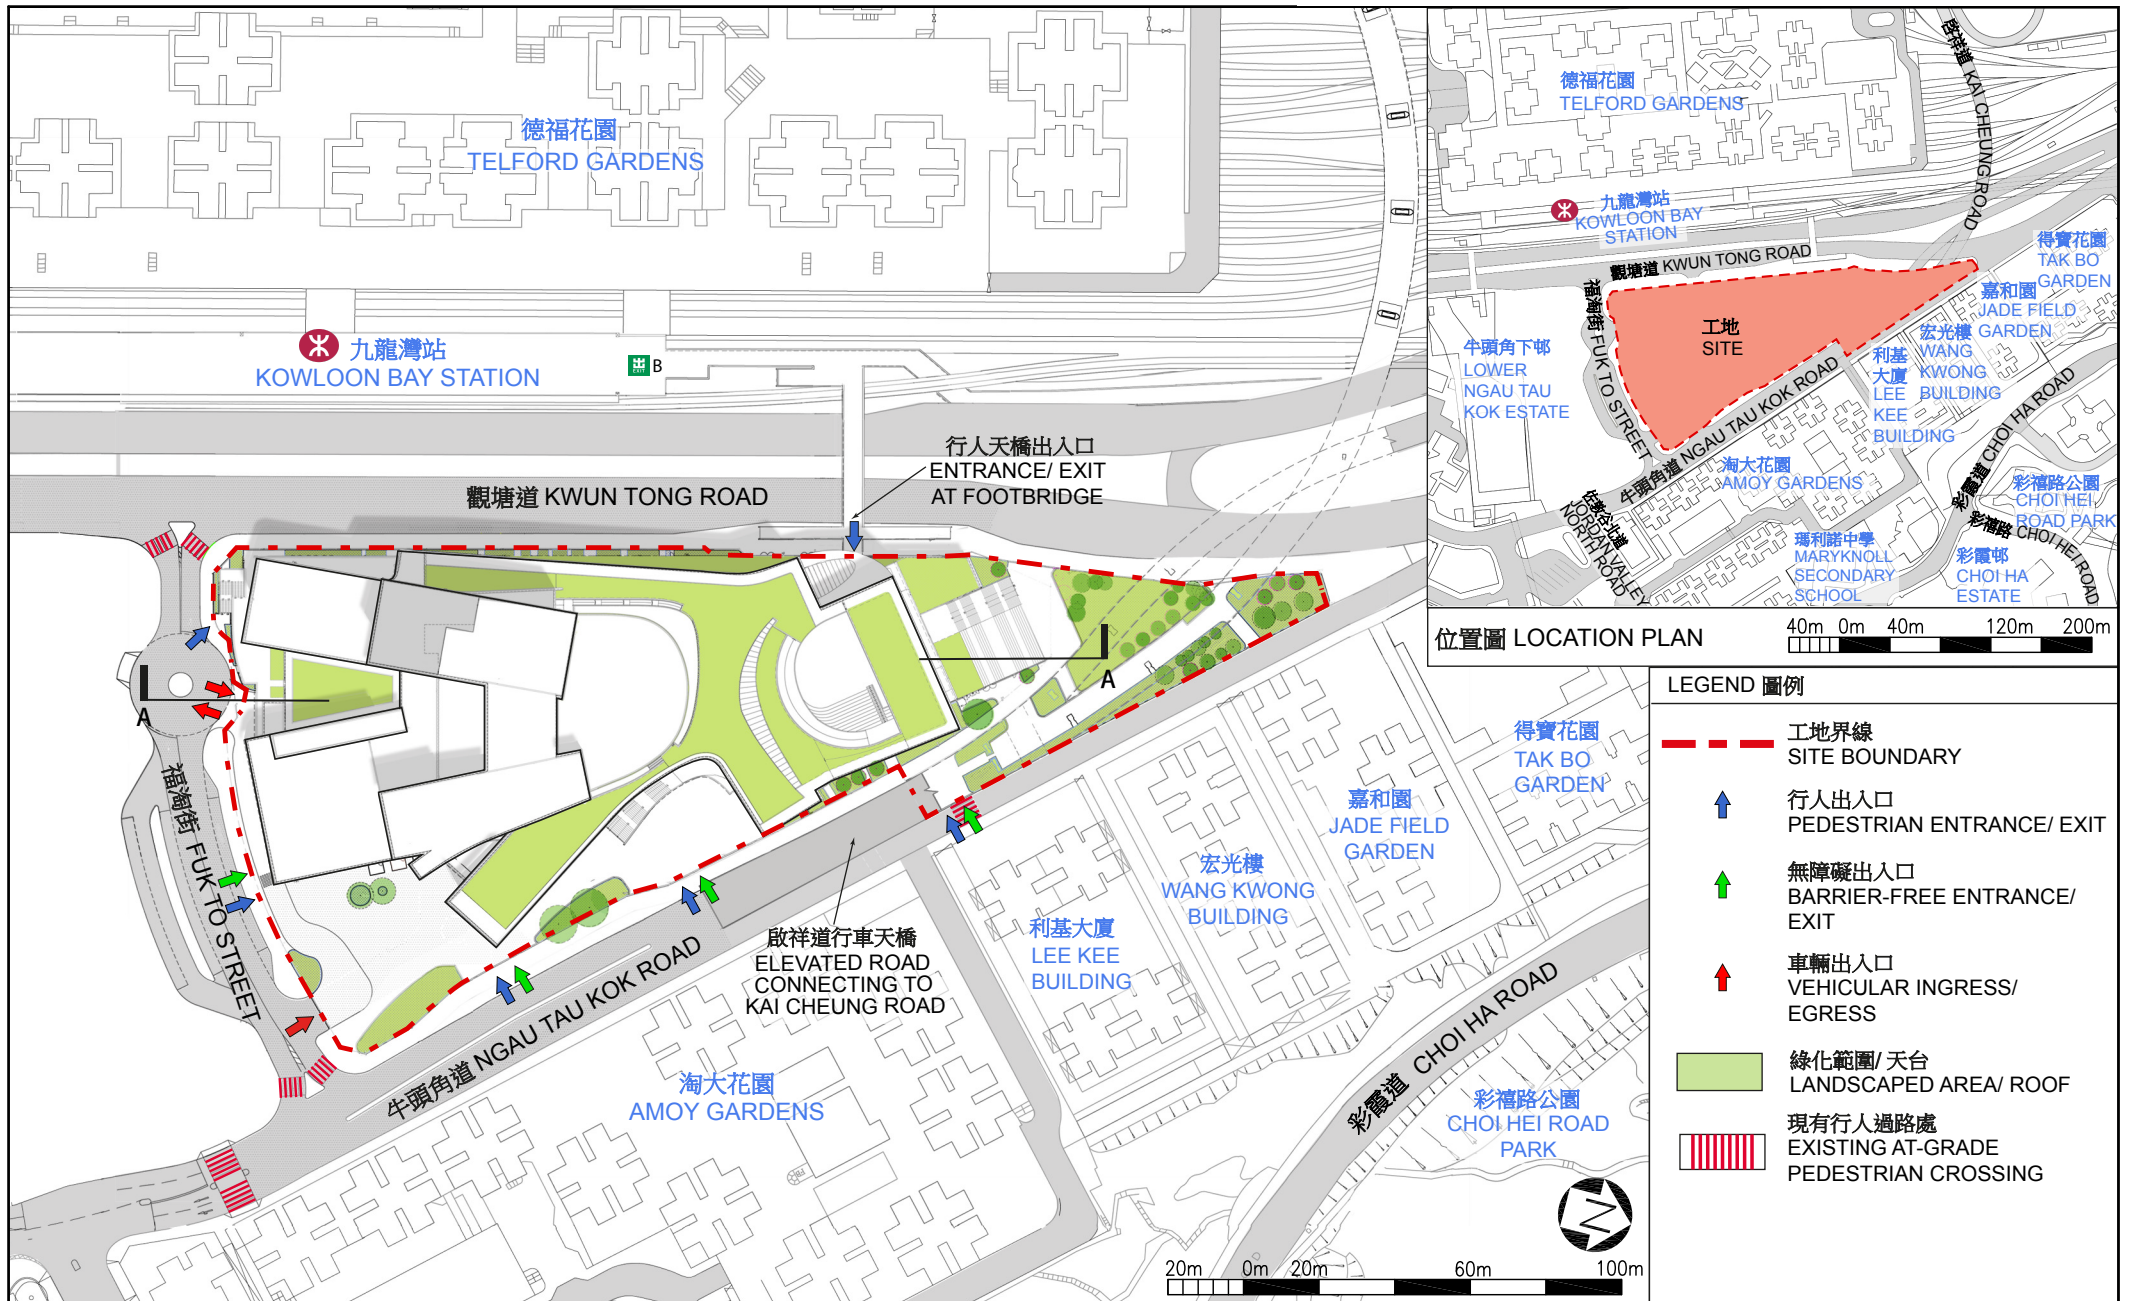 德福花園
TELFORD GARDENS
九龍灣站
KOWLOON BAY STATION
出
EXIT
B
行人天橋出入口
ENTRANCE/ EXIT
AT FOOTBRIDGE
觀塘道 KWUN TONG ROAD
A
A
福淘街 FUK TO STREET
啟祥道行車天橋
ELEVATED ROAD
CONNECTING TO
KAI CHEUNG ROAD
牛頭角道 NGAU TAU KOK ROAD
淘大花園
AMOY GARDENS
利基大廈
LEE KEE
BUILDING
宏光樓
WANG KWONG
BUILDING
嘉和園
JADE FIELD
GARDEN
得寶花園
TAK BO
GARDEN
彩霞道 CHOI HA ROAD
彩禧路公園
CHOI HEI ROAD
PARK
N
20m 0m 20m 60m 100m
德福花園
TELFORD GARDENS
啓祥道 KAI CHEUNG ROAD
九龍灣站
KOWLOON BAY
STATION
觀塘道 KWUN TONG ROAD
得寶花園
TAK BO
GARDEN
嘉和園
JADE FIELD
GARDEN
宏光樓
WANG
KWONG
BUILDING
利基
大廈
LEE
KEE
BUILDING
工地
SITE
福淘街 FUK TO STREET
牛頭角下邨
LOWER
NGAU TAU
KOK ESTATE
牛頭角道 NGAU TAU KOK ROAD
淘大花園
AMOY GARDENS
佐敦谷北道
JORDAN VALLEY
NORTH ROAD
瑪利諾中學
MARYKNOLL
SECONDARY
SCHOOL
彩霞道 CHOI HA ROAD
彩禧路公園
CHOI HEI
ROAD PARK
彩禧路 CHOI HEI ROAD
彩霞邨
CHOI HA
ESTATE
位置圖 LOCATION PLAN
40m 0m 40m 120m 200m
LEGEND 圖例
工地界線
SITE BOUNDARY
行人出入口
PEDESTRIAN ENTRANCE/ EXIT
無障礙出入口
BARRIER-FREE ENTRANCE/
EXIT
車輛出入口
VEHICULAR INGRESS/
EGRESS
綠化範圍/ 天台
LANDSCAPED AREA/ ROOF
現有行人過路處
EXISTING AT-GRADE
PEDESTRIAN CROSSING